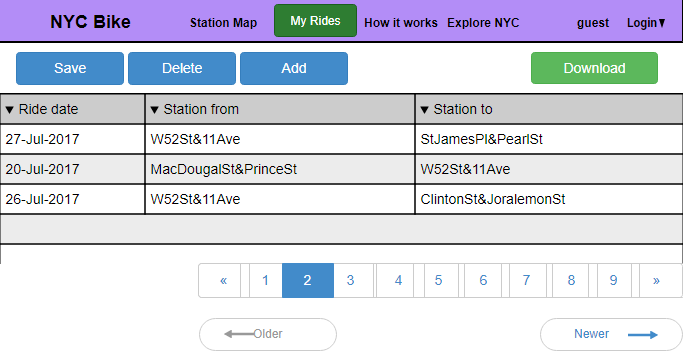 NYC Bike Station Map My Rides How it works Explore NYC guest Login▼
Save Delete Add Download
▼ Ride date ▼ Station from ▼ Station to
27-Jul-2017 W52St&11Ave StJamesPl&PearlSt
20-Jul-2017 MacDougalSt&PrinceSt W52St&11Ave
26-Jul-2017 W52St&11Ave ClintonSt&JoralemonSt
« 1 2 3 4 5 6 7 8 9 »
Older Newer